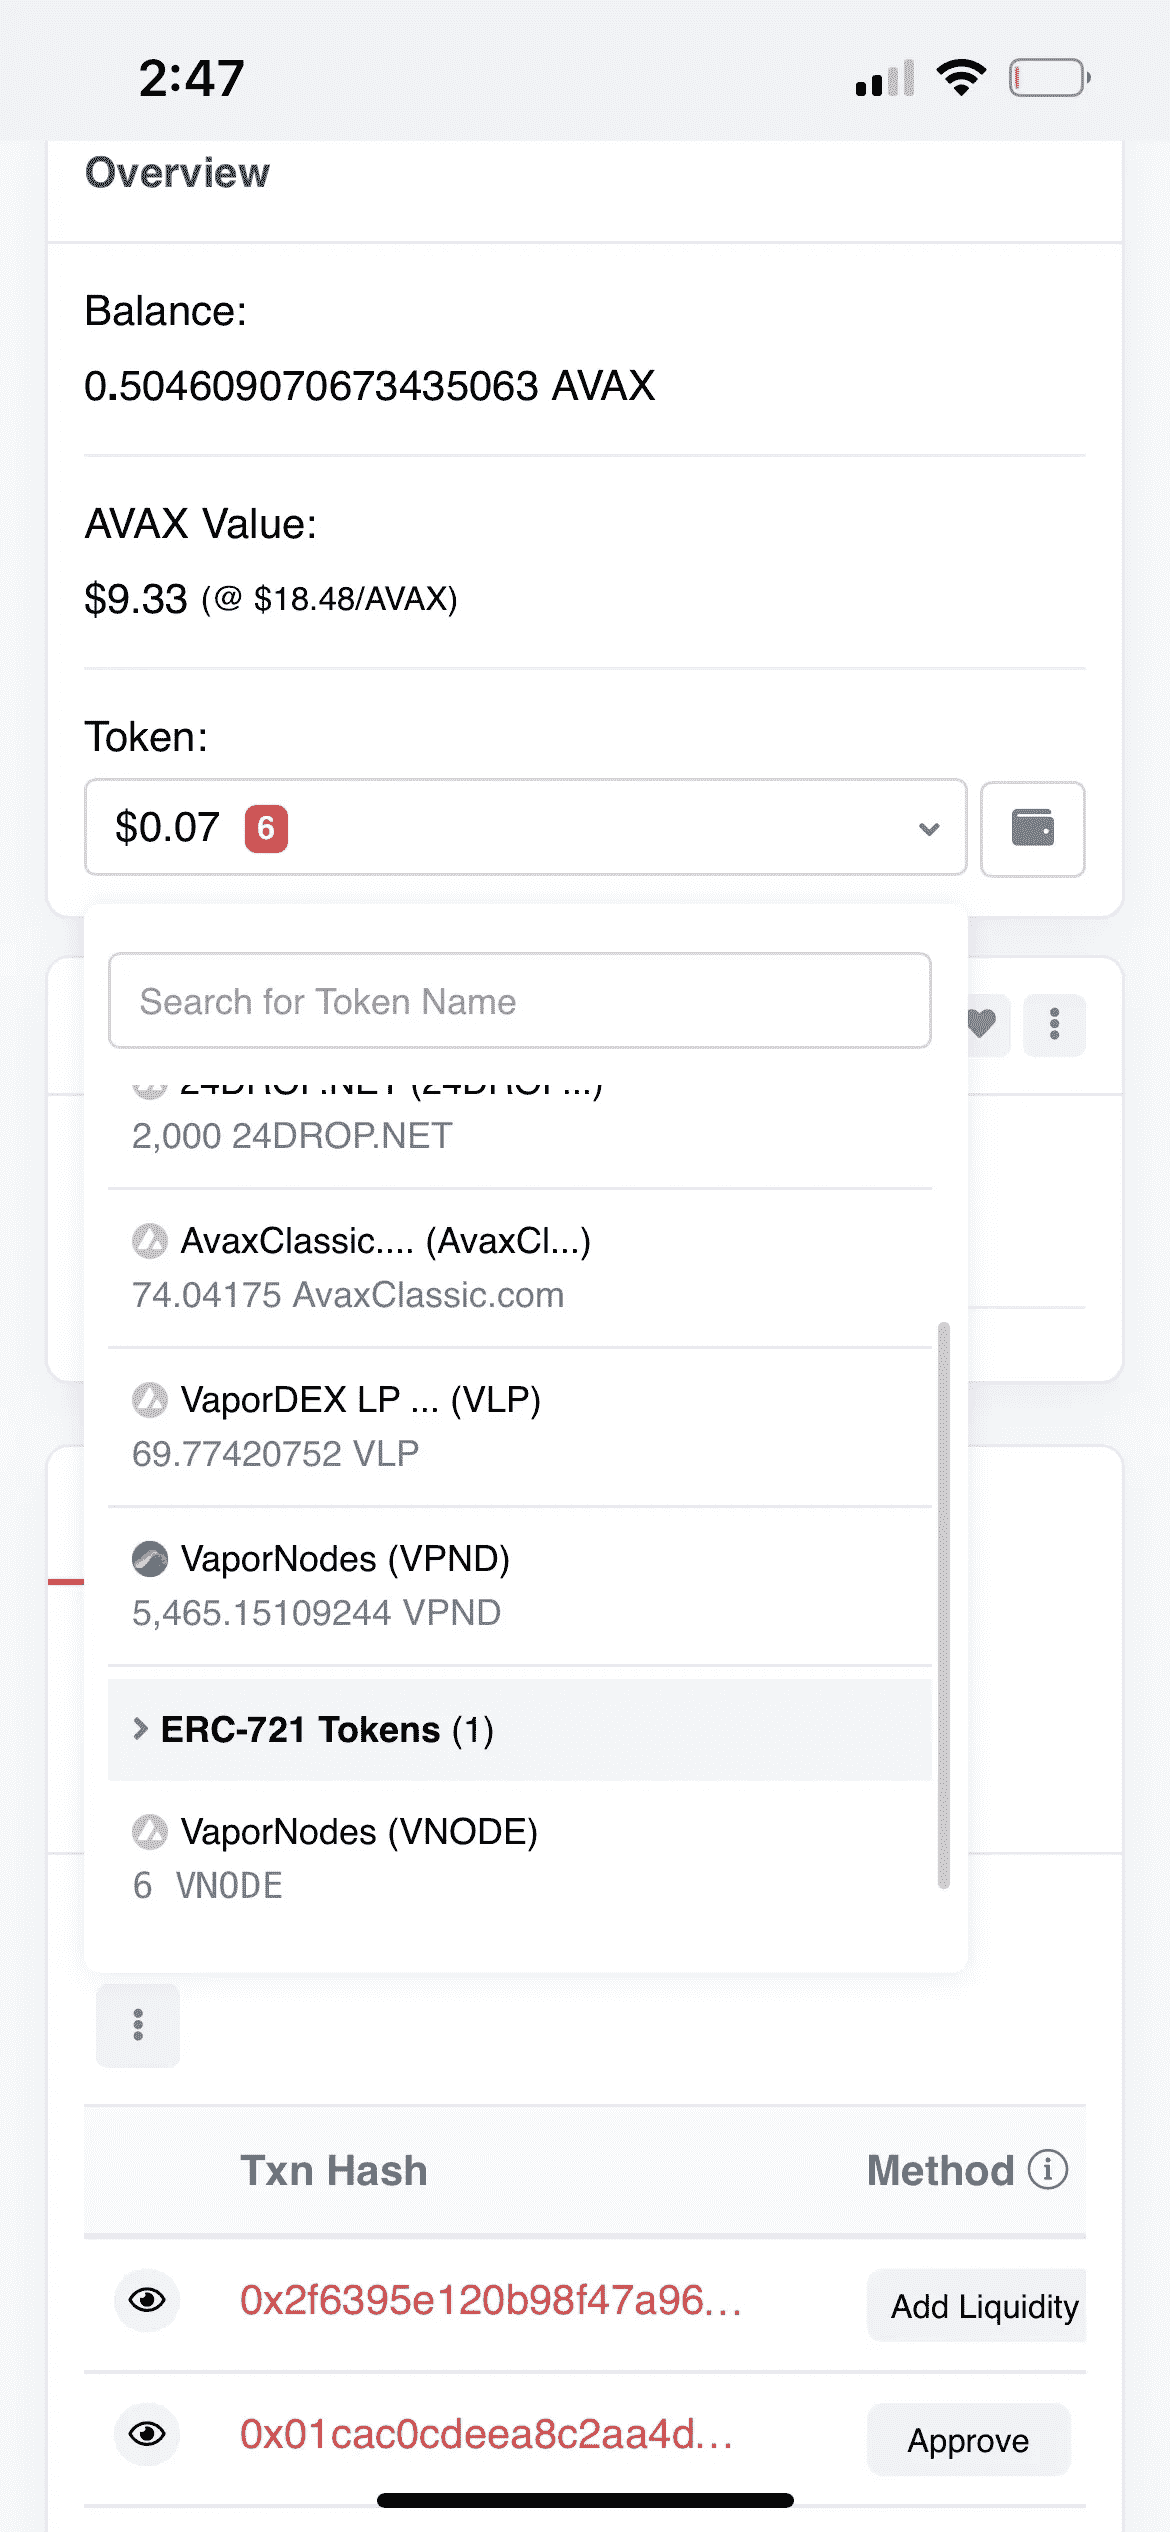 2:47
Overview
Balance:
0.504609070673435063 AVAX
AVAX Value:
$9.33 (@ $18.48/AVAX)
Token:
$0.07 6
Search for Token Name
24DROP.NET (24DROP...)
2,000 24DROP.NET
AvaxClassic.... (AvaxCl...)
74.04175 AvaxClassic.com
VaporDEX LP ... (VLP)
69.77420752 VLP
VaporNodes (VPND)
5,465.15109244 VPND
ERC-721 Tokens (1)
VaporNodes (VNODE)
6 VNODE
Txn Hash Method
0x2f6395e120b98f47a96... Add Liquidity
0x01cac0cdeea8c2aa4d... Approve